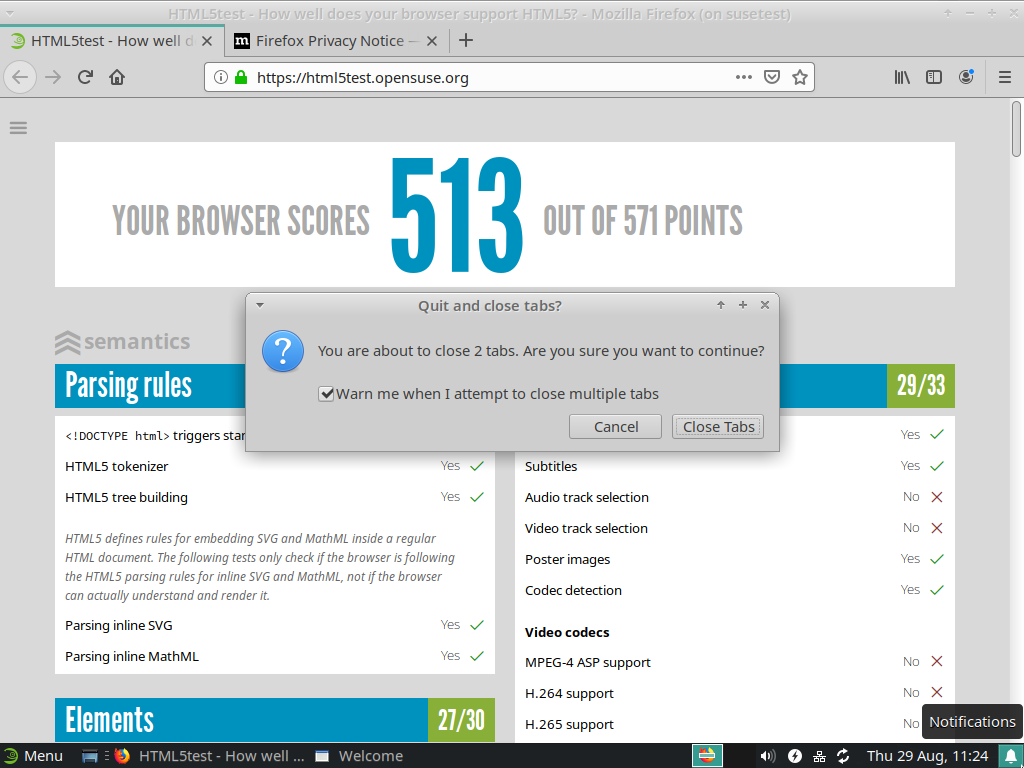 HTML5test - How well does your browser support HTML5? - Mozilla Firefox (on susetest)
HTML5test - How well d
Firefox Privacy Notice —
https://html5test.opensuse.org
YOUR BROWSER SCORES 513 OUT OF 571 POINTS
semantics
Parsing rules
29/33
Quit and close tabs?
You are about to close 2 tabs. Are you sure you want to continue?
Warn me when I attempt to close multiple tabs
Cancel Close Tabs
<!DOCTYPE html> triggers star
HTML5 tokenizer Yes
HTML5 tree building Yes
HTML5 defines rules for embedding SVG and MathML inside a regular
HTML document. The following tests only check if the browser is following
the HTML5 parsing rules for inline SVG and MathML, not if the browser
can actually understand and render it.
Parsing inline SVG Yes
Parsing inline MathML Yes
Elements 27/30
Yes
Subtitles Yes
Audio track selection No
Video track selection No
Poster images Yes
Codec detection Yes
Video codecs
MPEG-4 ASP support No
H.264 support No
H.265 support No
Notifications
Menu
HTML5test - How well ...
Welcome
Thu 29 Aug, 11:24